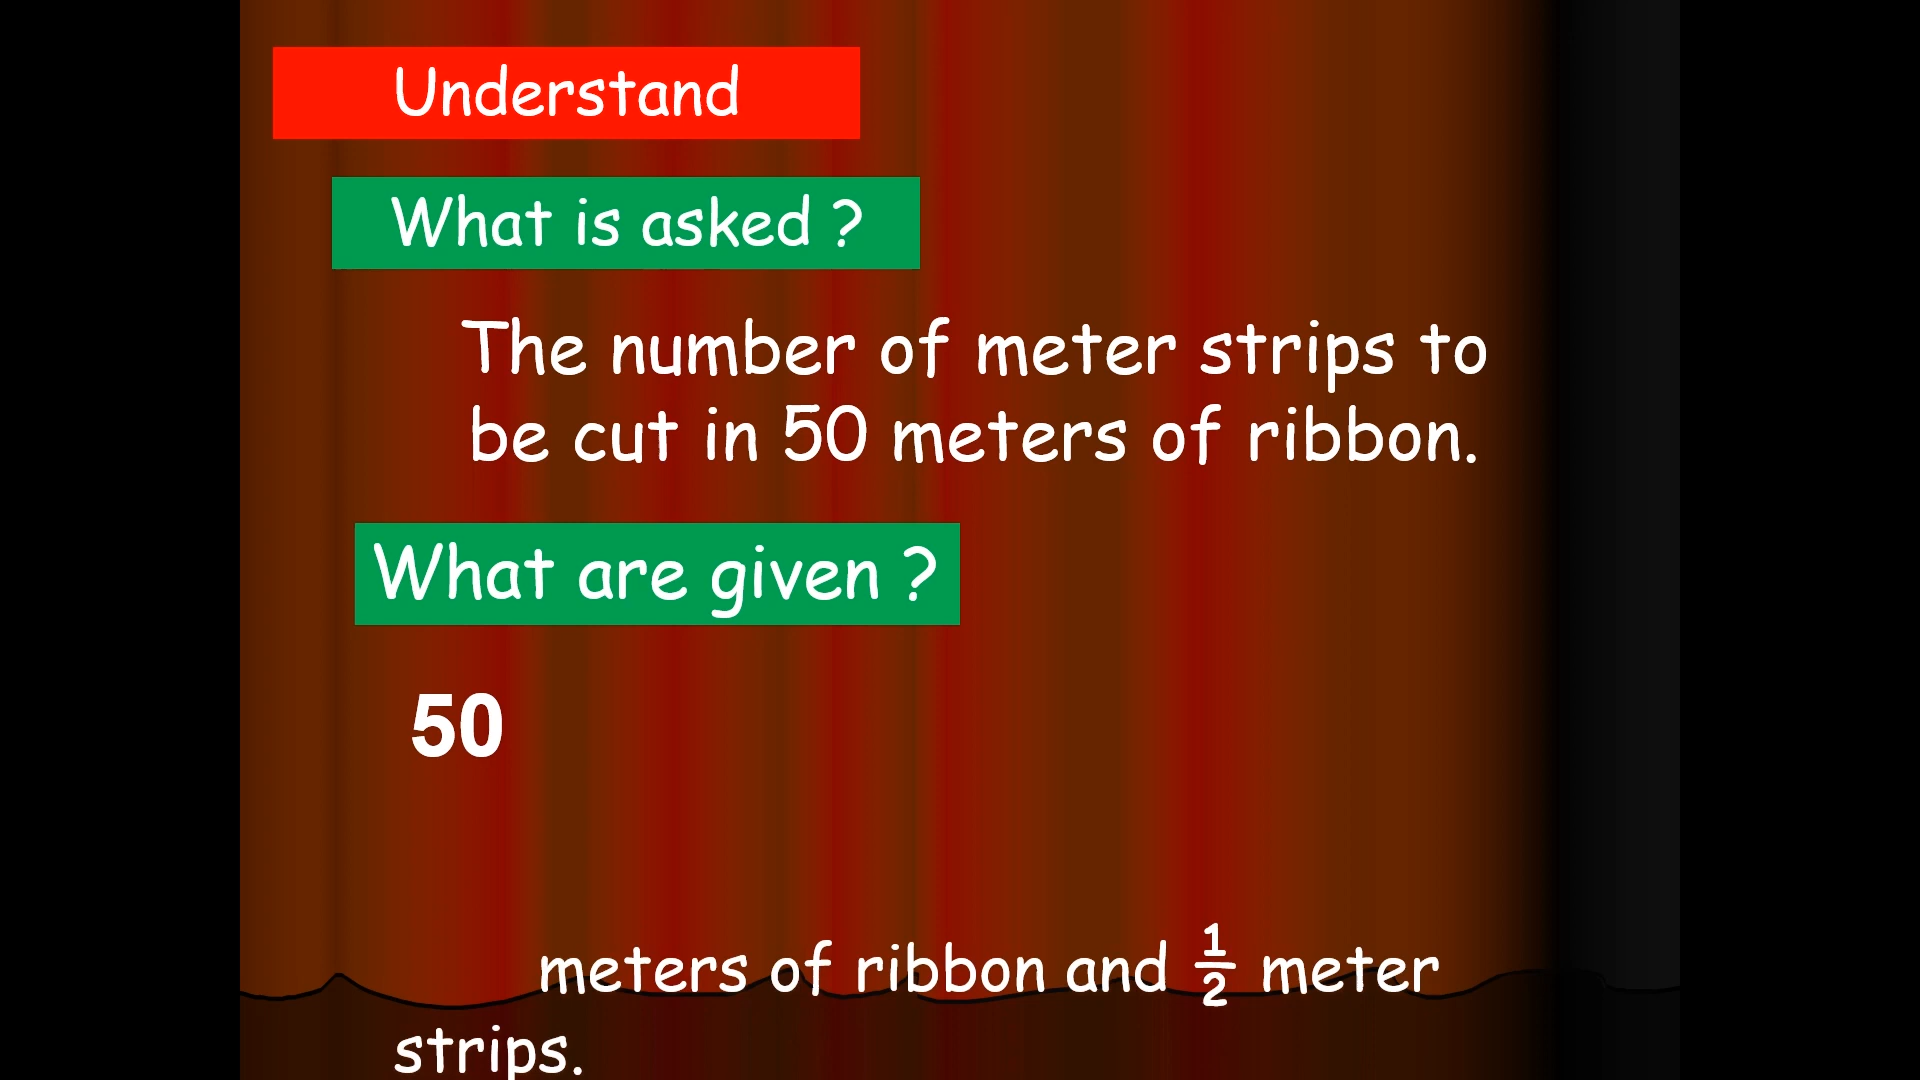 Understand
What is asked ?
The number of meter strips to
be cut in 50 meters of ribbon.
What are given ?
50
meters of ribbon and 1/2 meter
strips.